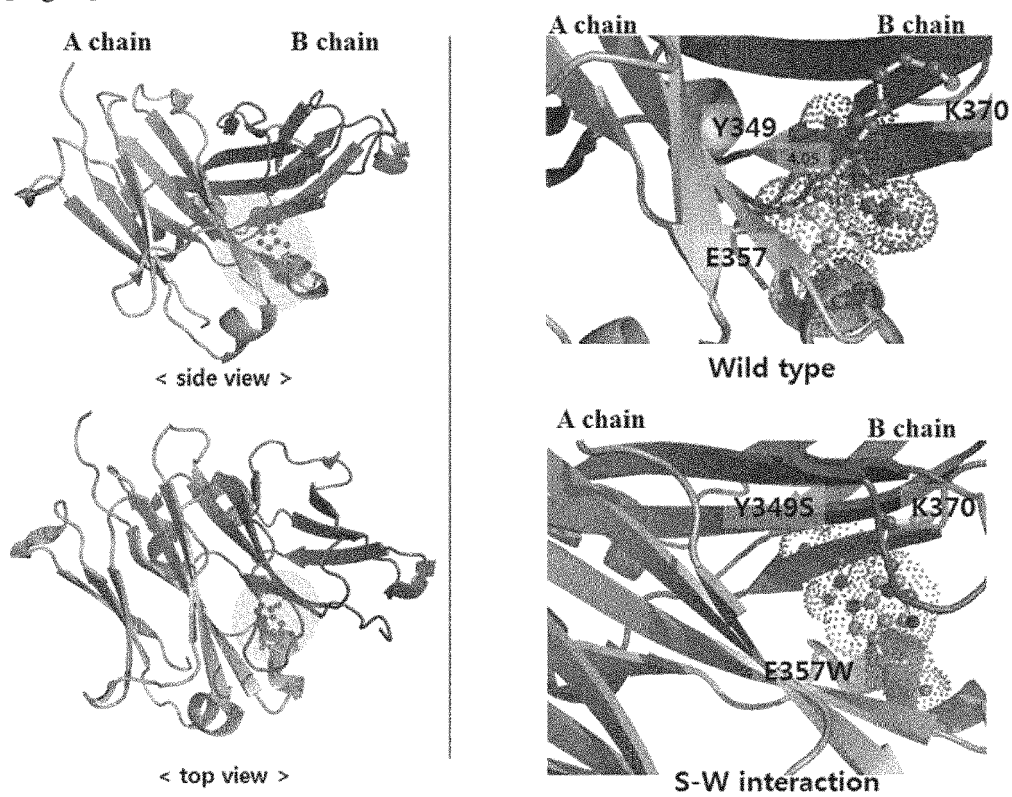 A chain B chain
< side view >
< top view >
A chain B chain
K370
Y349
4.05
E357
Wild type
A chain B chain
Y349S K370
E357W
S-W interaction